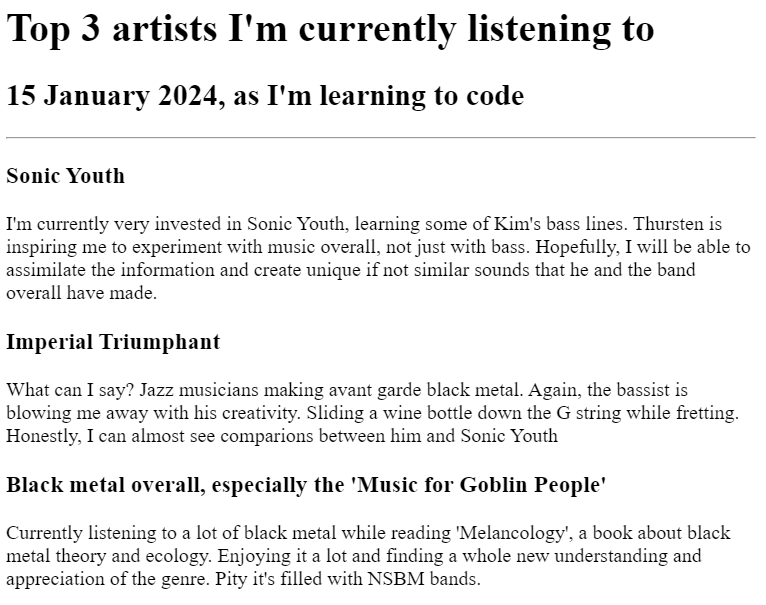 Top 3 artists I'm currently listening to
15 January 2024, as I'm learning to code
Sonic Youth
I'm currently very invested in Sonic Youth, learning some of Kim's bass lines. Thursten is
inspiring me to experiment with music overall, not just with bass. Hopefully, I will be able to
assimilate the information and create unique if not similar sounds that he and the band
overall have made.
Imperial Triumphant
What can I say? Jazz musicians making avant garde black metal. Again, the bassist is
blowing me away with his creativity. Sliding a wine bottle down the G string while fretting.
Honestly, I can almost see comparions between him and Sonic Youth
Black metal overall, especially the 'Music for Goblin People'
Currently listening to a lot of black metal while reading 'Melancology', a book about black
metal theory and ecology. Enjoying it a lot and finding a whole new understanding and
appreciation of the genre. Pity it's filled with NSBM bands.